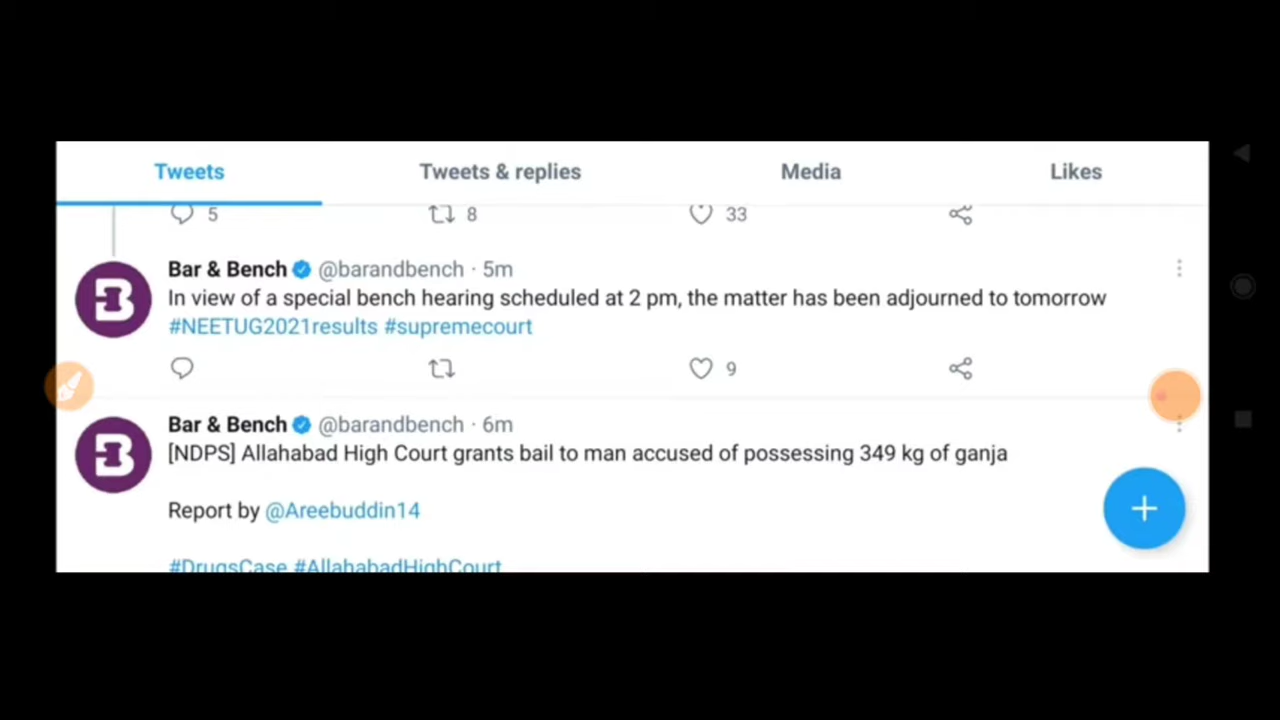 Tweets Tweets & replies Media Likes
5 8 33
Bar & Bench @barandbench · 5m
In view of a special bench hearing scheduled at 2 pm, the matter has been adjourned to tomorrow
#NEETUG2021results #supremecourt
9
Bar & Bench @barandbench · 6m
[NDPS] Allahabad High Court grants bail to man accused of possessing 349 kg of ganja
Report by @Areebuddin14
#DrugsCase #AllahabadHighCourt